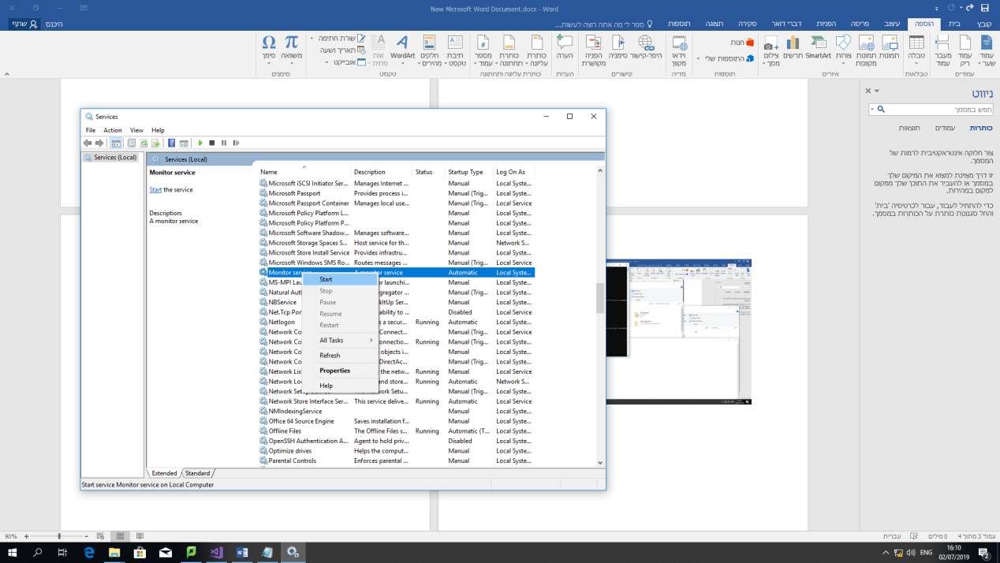 New Microsoft Word Document.docx - Word
קובץ
בית
הוספה
עיצוב
פריסה
הפניות
דברי דואר
סקירה
תצוגה
תוספות
ספר לי מה אתה רוצה לעשות...
היכנס
שתף
עמוד שער
עמוד ריק
מעבר עמוד
עמודים
טבלה
טבלאות
תמונות
תמונות מקוונות
צורות
SmartArt
תרשים
צילום מסך
איורים
חנות
התוספות שלי
תוספות
וידאו מקוון
מדיה
היפר-קישור
סימניה
הפניה מקושרת
קישורים
הערה
הערות
כותרת עליונה
כותרת תחתונה
מספר עמוד
כותרת עליונה ותחתונה
תיבת טקסט
חלקים מהירים
WordArt
אות פתיח
שורת חתימה
תאריך ושעה
אובייקט
טקסט
משוואה
סימן
סימנים
ניווט
חפש במסמך
כותרות
עמודים
תוצאות
צור חלוקה אינטראקטיבית לרמות של
המסמך.
זו דרך מצוינת למצוא את המיקום שלך
במסמך או להעביר את התוכן שלך ממקום
למקום במהירות.
כדי להתחיל לעבוד, עבור לכרטיסיה 'בית'
והחל סגנונות כותרת על הכותרות במסמך.
Services
File Action View Help
Services (Local)
Services (Local)
Monitor service
Start the service
Description:
A monitor service
Name Description Status Startup Type Log On As
Microsoft iSCSI Initiator Ser... Manages Internet ... Manual Local Syste...
Microsoft Passport Provides process i... Manual (Trig... Local Syste...
Microsoft Passport Container Manages local use... Manual (Trig... Local Service
Microsoft Policy Platform L... Manual Local Syste...
Microsoft Policy Platform P... Manual Local Syste...
Microsoft Software Shadow... Manages software... Manual Local Syste...
Microsoft Storage Spaces S... Host service for th... Manual Network S...
Microsoft Store Install Service Provides infrastru... Manual Local Syste...
Microsoft Windows SMS Ro... Routes messages ... Manual (Trig... Local Service
Monitor service A monitor service Automatic Local Syste...
MS-MPI Lau launchi... Manual Local Syste...
Natural Auth gregator ... Manual (Trig... Local Syste...
NBService kItUp Ser... Manual Local Syste...
Net.Tcp Por ability to ... Disabled Local Service
Netlogon s a secur... Running Automatic Local Syste...
Network Co Connect... Manual (Trig... Local Syste...
Network Co onnectio... Running Manual (Trig... Local Syste...
Network Co objects i... Manual Local Syste...
Network Co DirectAc... Manual (Trig... Local Syste...
Network List the netw... Running Manual Local Service
Network Loc and store... Running Automatic Network S...
Network Setup Service The Network Setu... Manual (Trig... Local Syste...
Network Store Interface Ser... This service delive... Running Automatic Local Service
NMIndexingService Manual Local Syste...
Office 64 Source Engine Saves installation f... Manual Local Syste...
Offline Files The Offline Files s... Running Automatic (T... Local Syste...
OpenSSH Authentication A... Agent to hold priv... Disabled Local Syste...
Optimize drives Helps the comput... Manual Local Syste...
Parental Controls Enforces parental ... Manual Local Syste...
Start
Stop
Pause
Resume
Restart
All Tasks
Refresh
Properties
Help
Extended Standard
Start service Monitor service on Local Computer
עמוד 3 מתוך 4
0 מילים
עברית
90%
ENG
16:10
02/07/2019
2